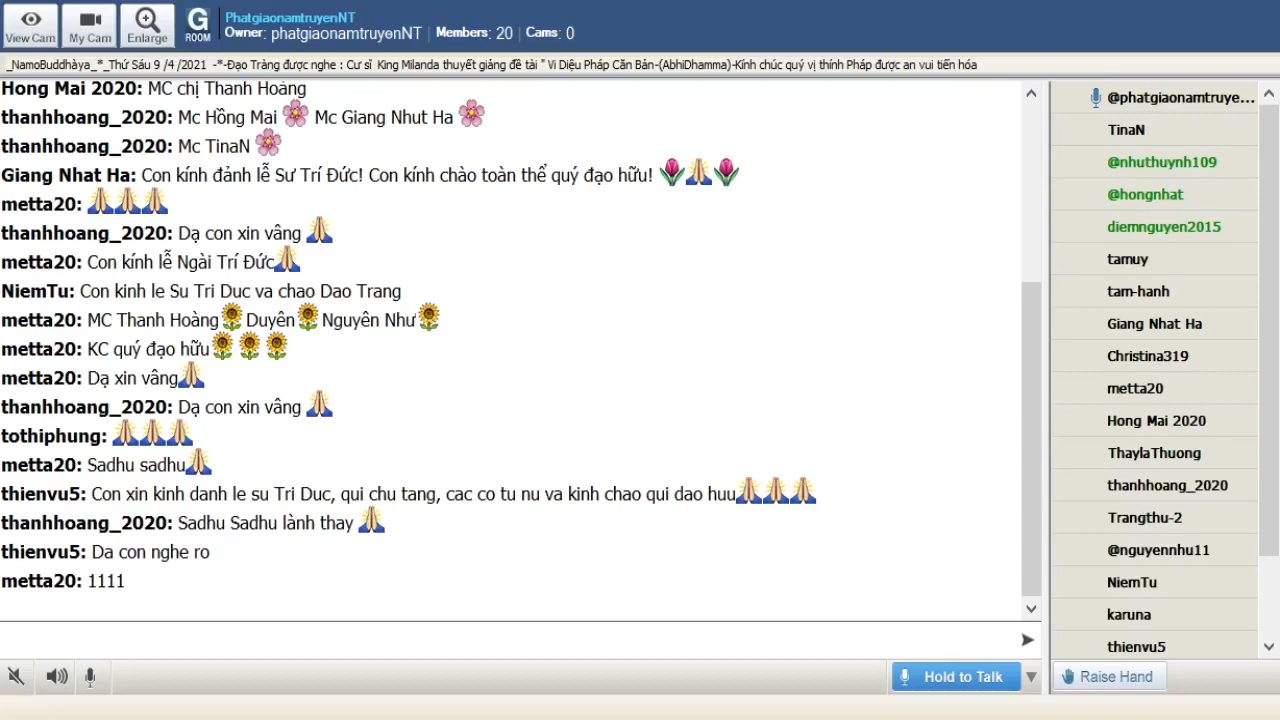 View Cam
My Cam
Enlarge
G
ROOM
PhatgiaonamtruyenNT
Owner: phatgiaonamtruyenNT | Members: 20 | Cams: 0
_NamoBuddhàya_*_Thứ Sáu 9 /4 /2021 -*-Đạo Tràng được nghe : Cư sĩ King Milanda thuyết giảng đề tài " Vi Diệu Pháp Căn Bản-(AbhiDhamma)-Kính chúc quý vị thính Pháp được an vui tiến hóa
Hong Mai 2020: MC chị Thanh Hoảng
thanhhoang_2020: Mc Hồng Mai Mc Giang Nhut Ha
thanhhoang_2020: Mc TinaN
Giang Nhat Ha: Con kính đảnh lễ Sư Trí Đức! Con kính chào toàn thể quý đạo hữu!
metta20:
thanhhoang_2020: Dạ con xin vâng
metta20: Con kính lễ Ngài Trí Đức
NiemTu: Con kinh le Su Tri Duc va chao Dao Trang
metta20: MC Thanh Hoàng Duyên Nguyên Như
metta20: KC quý đạo hữu
metta20: Dạ xin vâng
thanhhoang_2020: Dạ con xin vâng
tothiphung:
metta20: Sadhu sadhu
thienvu5: Con xin kinh danh le su Tri Duc, qui chu tang, cac co tu nu va kinh chao qui dao huu
thanhhoang_2020: Sadhu Sadhu lành thay
thienvu5: Da con nghe ro
metta20: 1111
Hold to Talk
@phatgiaonamtruye...
TinaN
@nhuthuynh109
@hongnhat
diemnguyen2015
tamuy
tam-hanh
Giang Nhat Ha
Christina319
metta20
Hong Mai 2020
ThaylaThuong
thanhhoang_2020
Trangthu-2
@nguyennhu11
NiemTu
karuna
thienvu5
Raise Hand